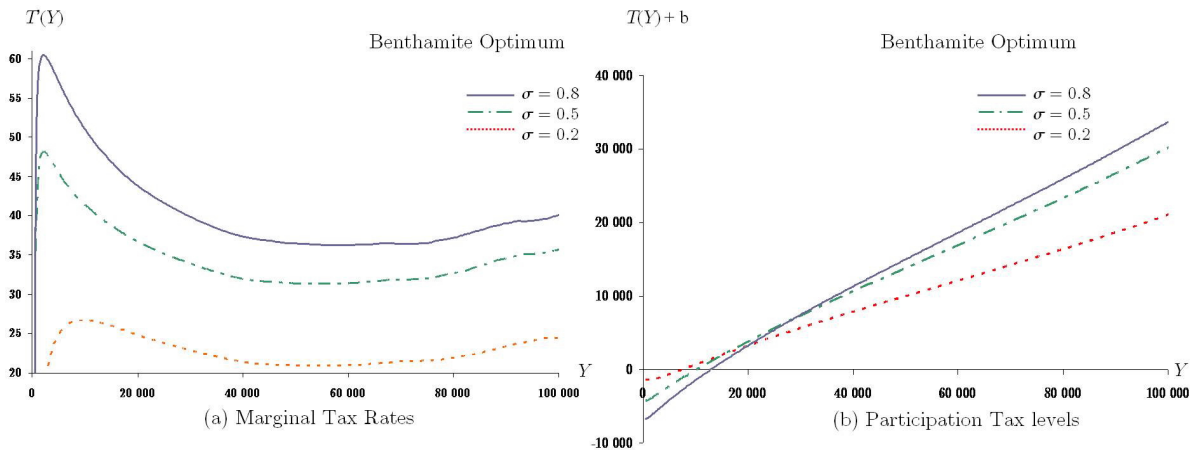 T'(Y)
Benthamite Optimum
60
55
50
45
40
35
30
25
20
σ = 0.8
σ = 0.5
σ = 0.2
0
20 000
40 000
60 000
80 000
100 000
Y
(a) Marginal Tax Rates
T(Y) + b
Benthamite Optimum
40 000
30 000
20 000
10 000
0
-10 000
σ = 0.8
σ = 0.5
σ = 0.2
0
20 000
40 000
60 000
80 000
100 000
Y
(b) Participation Tax levels